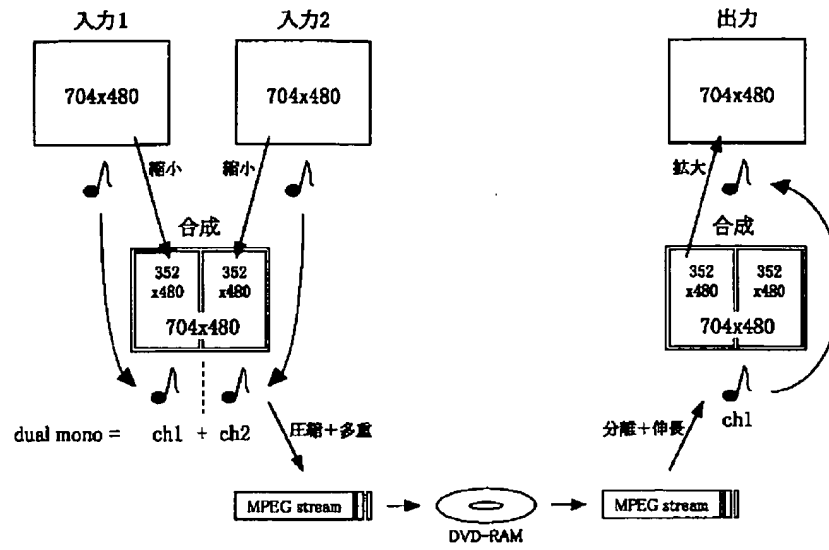 入力1
入力2
出力
704x480
704x480
704x480
縮小
縮小
拡大
合成
合成
352
x480
352
x480
704x480
352
x480
352
x480
704x480
dual mono = ch1 + ch2
圧縮+多重
分離+伸長
ch1
MPEG stream
DVD-RAM
MPEG stream